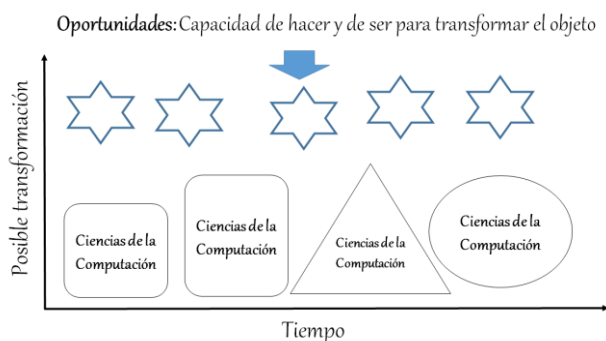 Oportunidades: Capacidad de hacer y de ser para transformar el objeto
Posible transformación
Ciencias de la
Computación
Ciencias de la
Computación
Ciencias de la
Computación
Ciencias de la
Computación
Tiempo